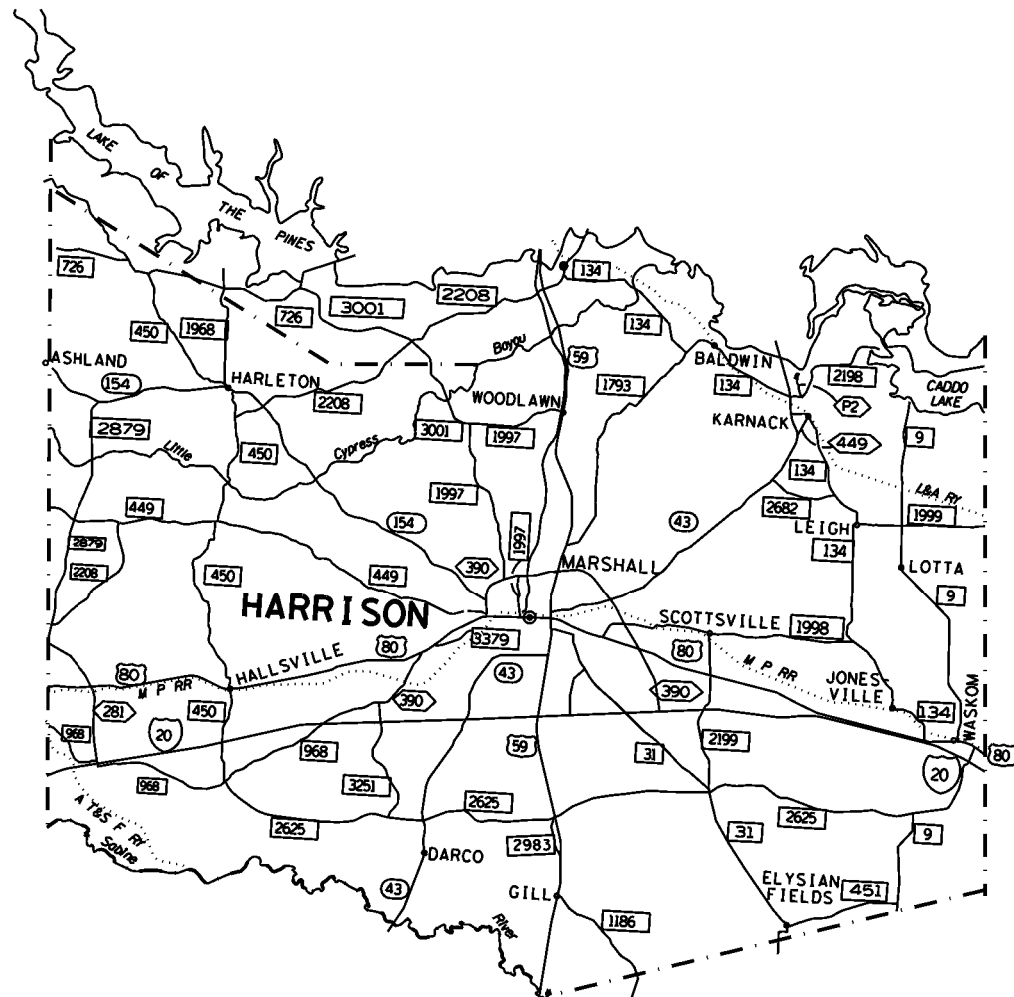 LAKE
OF
THE
PINES
726
134
2208
3001
726
450
1968
134
Bayou
59
ASHLAND
BALDWIN
154
HARLETON
1793
134
2198
CADDO
LAKE
2208
WOODLAWN
P2
KARNACK
2879
3001
1997
449
9
Little
450
Cypress
134
1997
L&A RY
2682
1999
449
154
43
LEIGH
2879
1997
134
2208
450
449
390
MARSHALL
LOTTA
9
HARRISON
SCOTTSVILLE
1998
3379
80
80
HALLSVILLE
43
M P RR
80
M P RR
390
390
JONES-
VILLE
281
450
134
WASKOM
968
20
968
59
31
2199
80
20
968
3251
2625
2625
A T&S F RY
2625
2983
31
9
Sabine
DARCO
43
GILL
ELYSIAN
FIELDS
451
River
1186